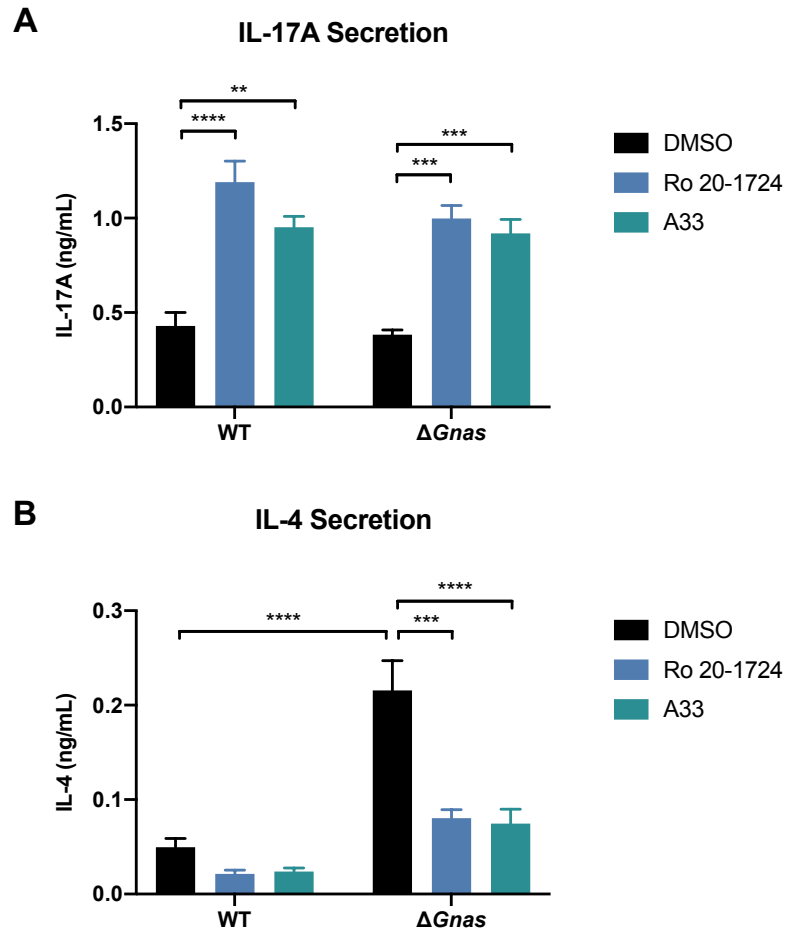 A
IL-17A Secretion
**
****
***
***
1.5
1.0
0.5
0.0
IL-17A (ng/mL)
WT
ΔGnas
DMSO
Ro 20-1724
A33
B
IL-4 Secretion
****
****
***
0.3
0.2
0.1
0.0
IL-4 (ng/mL)
WT
ΔGnas
DMSO
Ro 20-1724
A33